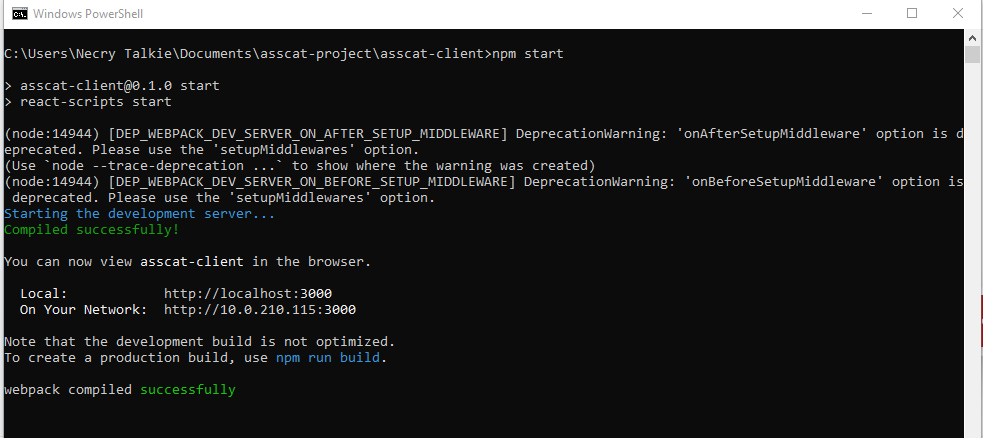 Windows PowerShell
C:\Users\Necry Talkie\Documents\asscat-project\asscat-client>npm start
> asscat-client@0.1.0 start
> react-scripts start
(node:14944) [DEP_WEBPACK_DEV_SERVER_ON_AFTER_SETUP_MIDDLEWARE] DeprecationWarning: 'onAfterSetupMiddleware' option is d
eprecated. Please use the 'setupMiddlewares' option.
(Use `node --trace-deprecation ...` to show where the warning was created)
(node:14944) [DEP_WEBPACK_DEV_SERVER_ON_BEFORE_SETUP_MIDDLEWARE] DeprecationWarning: 'onBeforeSetupMiddleware' option is
 deprecated. Please use the 'setupMiddlewares' option.
Starting the development server...
Compiled successfully!
You can now view asscat-client in the browser.
Local: http://localhost:3000
On Your Network: http://10.0.210.115:3000
Note that the development build is not optimized.
To create a production build, use npm run build.
webpack compiled successfully